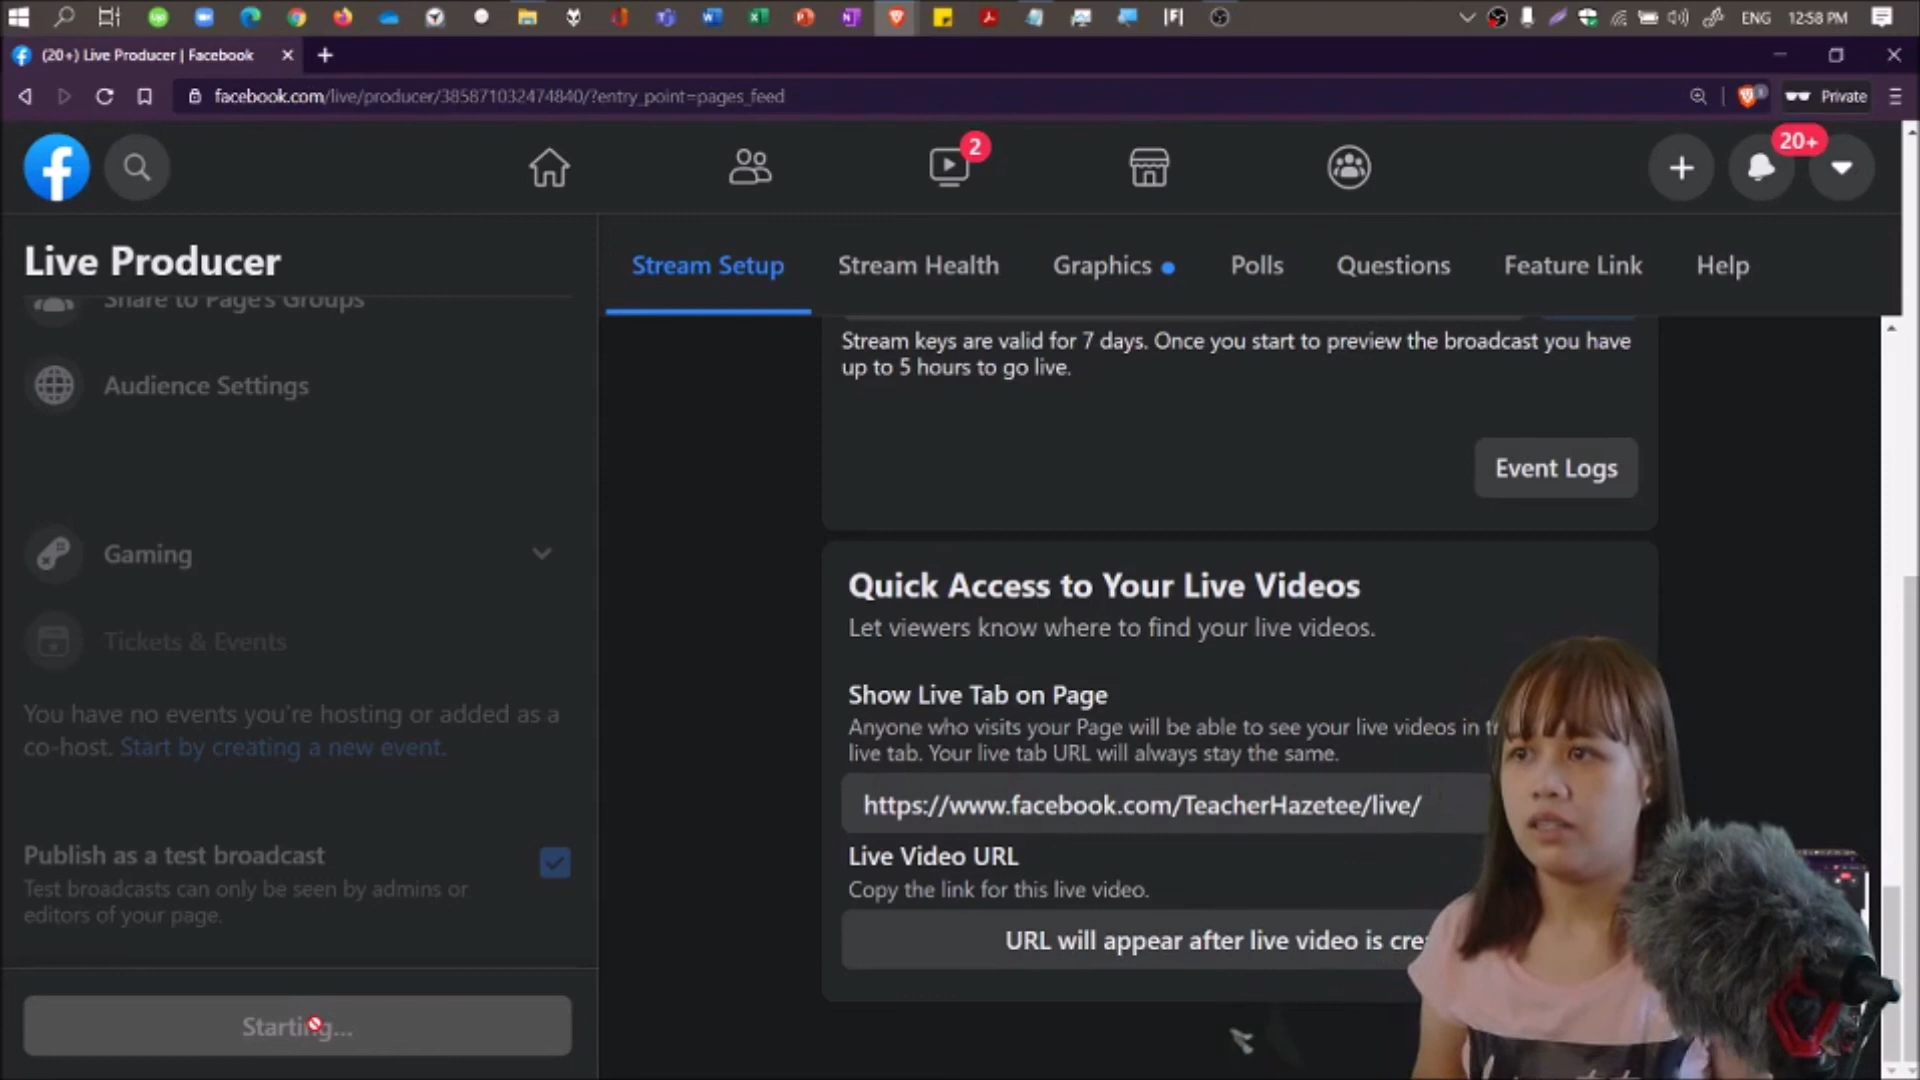 ENG 12:58 PM
(20+) Live Producer | Facebook
facebook.com/live/producer/385871032474840/?entry_point=pages_feed
Private
2
20+
Live Producer
Share to Page's Groups
Audience Settings
Gaming
Tickets & Events
You have no events you're hosting or added as a
co-host. Start by creating a new event.
Publish as a test broadcast
Test broadcasts can only be seen by admins or
editors of your page.
Starting...
Stream Setup
Stream Health
Graphics
Polls
Questions
Feature Link
Help
Stream keys are valid for 7 days. Once you start to preview the broadcast you have
up to 5 hours to go live.
Event Logs
Quick Access to Your Live Videos
Let viewers know where to find your live videos.
Show Live Tab on Page
Anyone who visits your Page will be able to see your live videos in
live tab. Your live tab URL will always stay the same.
https://www.facebook.com/TeacherHazetee/live/
Live Video URL
Copy the link for this live video.
URL will appear after live video is